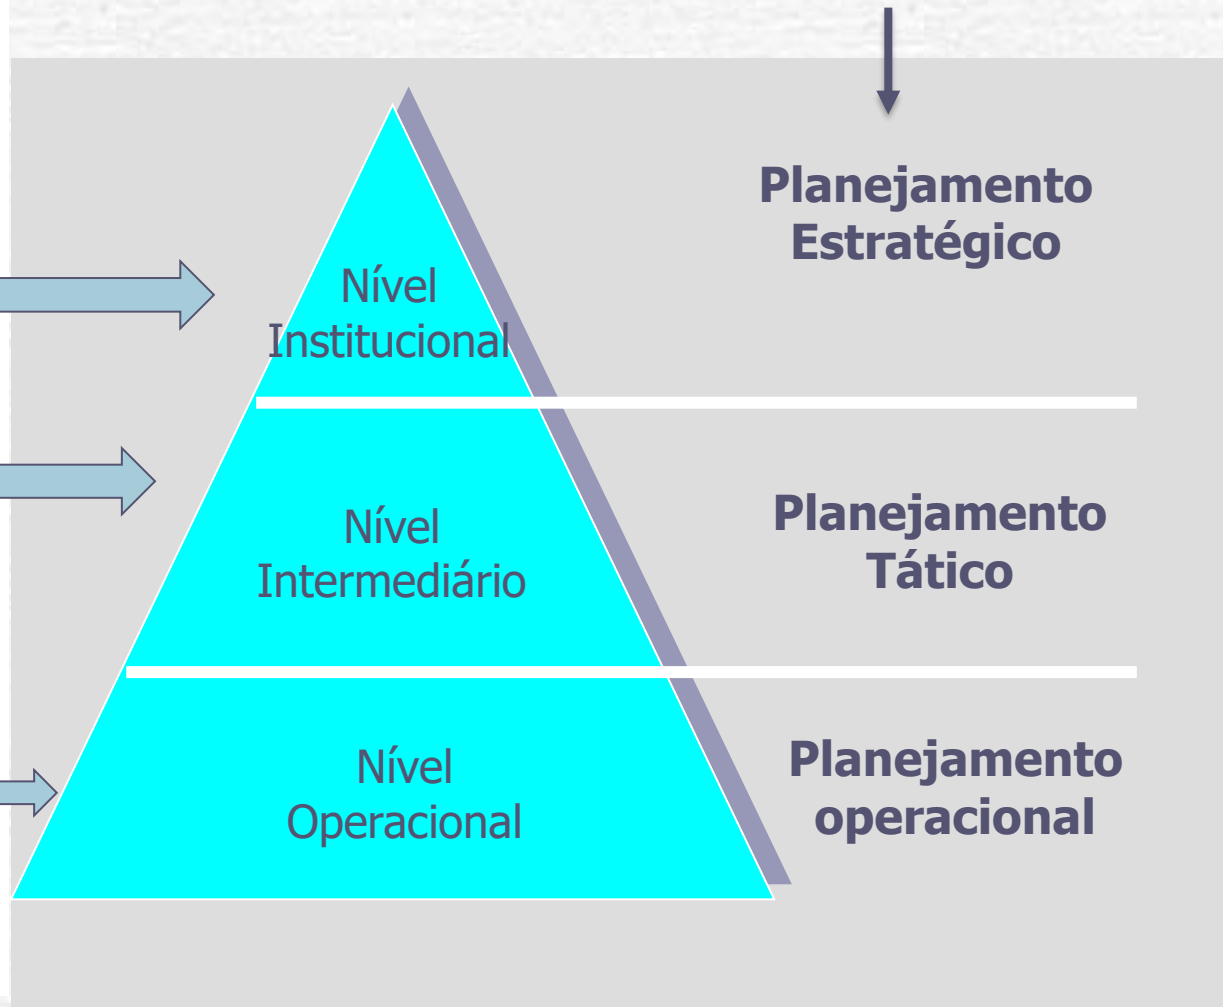 Planejamento
Estratégico
Nível
Institucional
Planejamento
Tático
Nível
Intermediário
Planejamento
operacional
Nível
Operacional